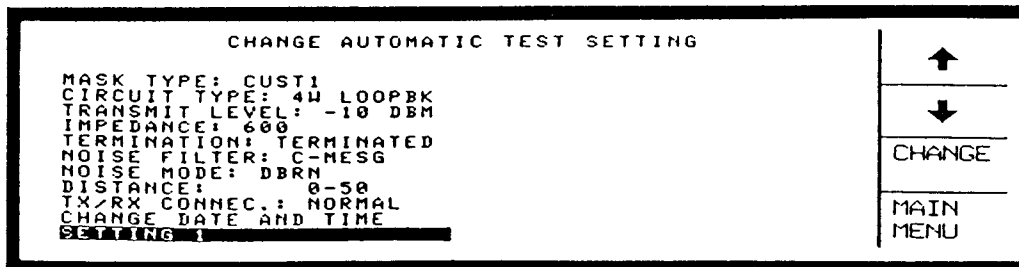 CHANGE AUTOMATIC TEST SETTING
MASK TYPE: CUST1
CIRCUIT TYPE: 4W LOOPBK
TRANSMIT LEVEL: -10 DBM
IMPEDANCE: 600
TERMINATION: TERMINATED
NOISE FILTER: C-MESG
NOISE MODE: DBRN
DISTANCE: 0-50
TX/RX CONNEC.: NORMAL
CHANGE DATE AND TIME
SETTING 1
CHANGE
MAIN
MENU